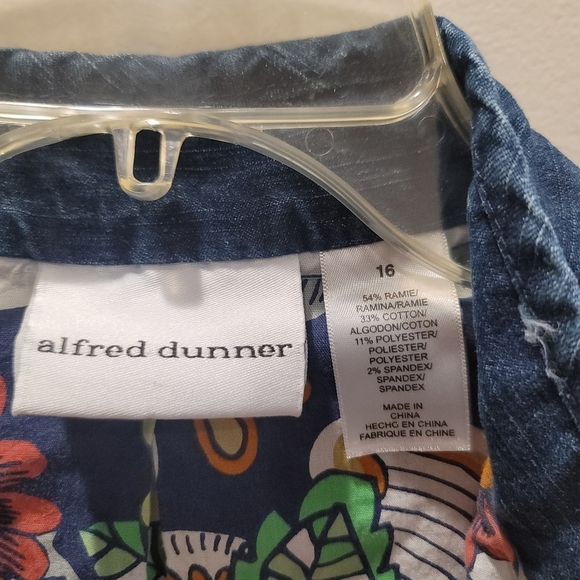 alfred dunner
16
54% RAMIE/
RAMINA/RAMIE
33% COTTON/
ALGODON/COTON
11% POLYESTER/
POLIESTER/
POLYESTER
2% SPANDEX/
SPANDEX/
SPANDEX
MADE IN
CHINA
HECHO EN CHINA
FABRIQUE EN CHINE